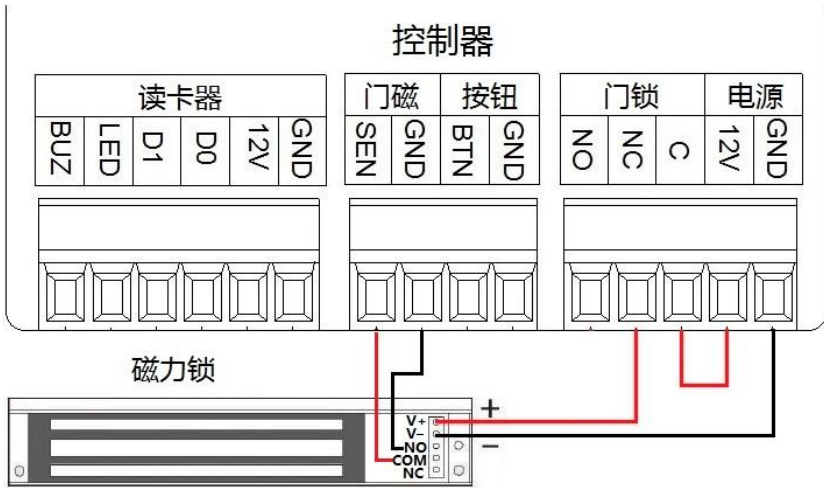 控制器
读卡器 门磁 按钮 门锁 电源
BUZ LED D1 D0 12V GND SEN GND BTN GND NO NC C 12V GND
磁力锁
V+ +
V-
NO −
COM
NC